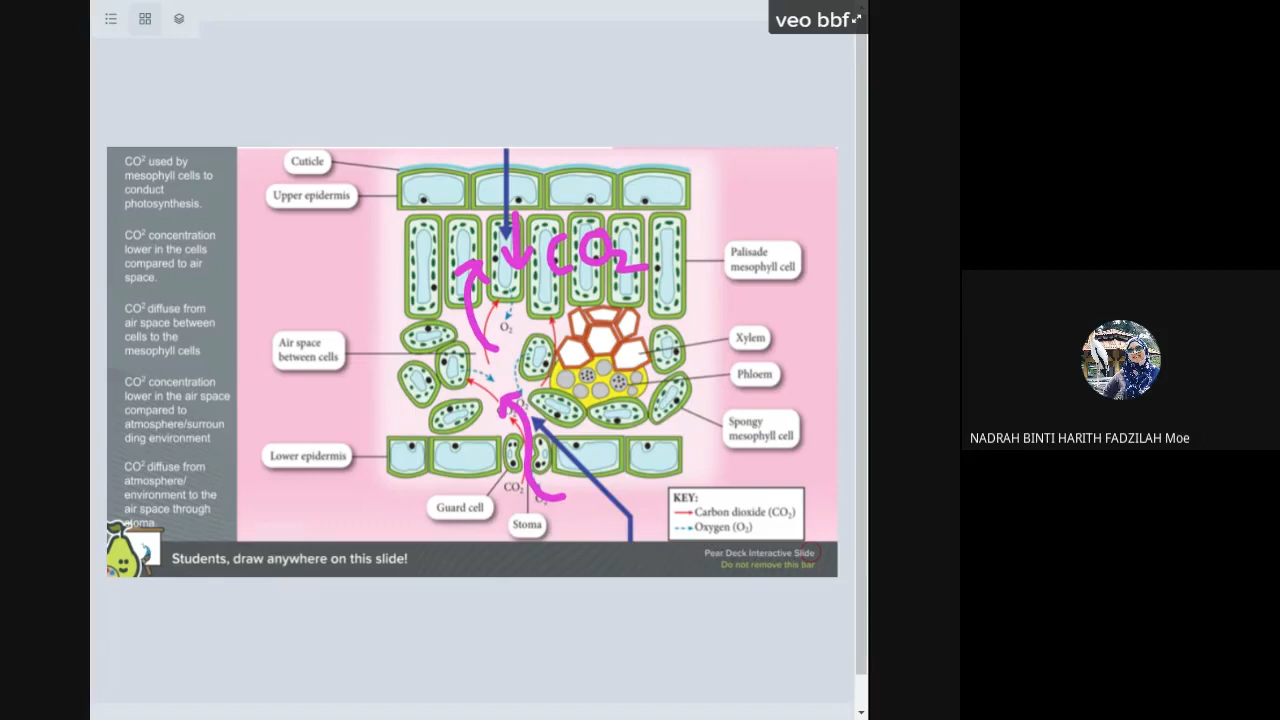 veo bbf
CO² used by
mesophyll cells to
conduct
photosynthesis.
CO² concentration
lower in the cells
compared to air
space.
CO² diffuse from
air space between
cells to the
mesophyll cells
CO² concentration
lower in the air space
compared to
atmosphere/surroun
ding environment
CO² diffuse from
atmosphere/
environment to the
air space through
stoma.
Cuticle
Upper epidermis
CO2
Palisade
mesophyll cell
O₂
Air space
between cells
Xylem
Phloem
Spongy
mesophyll cell
Lower epidermis
CO₂
Guard cell
Stoma
KEY:
Carbon dioxide (CO₂)
Oxygen (O₂)
Students, draw anywhere on this slide!
Pear Deck Interactive Slide
Do not remove this bar
NADRAH BINTI HARITH FADZILAH Moe